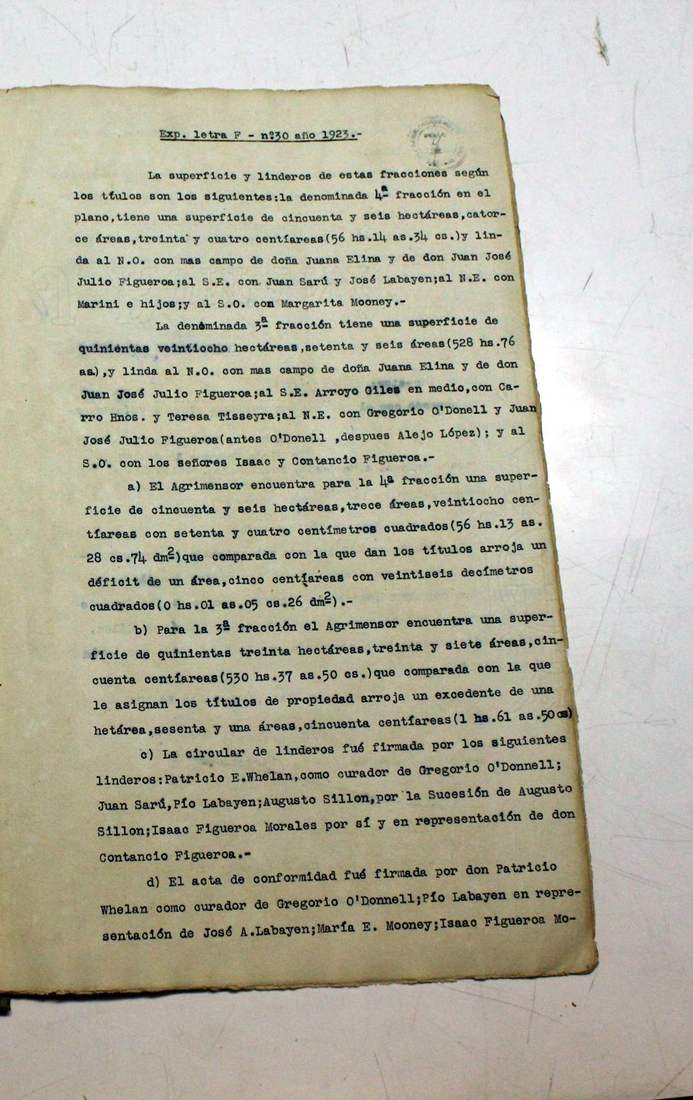 Exp. letra F - nº30 año 1923.-
La superficie y linderos de estas fracciones según
los títulos son los siguientes:la denominada 4ª fracción en el
plano,tiene una superficie de cincuenta y seis hectáreas,cator-
ce áreas,treinta y cuatro centíareas(56 hs.14 as.34 cs.)y lin-
da al N.O. con mas campo de doña Juana Elina y de don Juan José
Julio Figueroa;al S.E. con Juan Sarú y José Labayen;al N.E. con
Marini e hijos;y al S.O. con Margarita Mooney.-
La denóminada 3ª fracción tiene una superficie de
quinientas veintiocho hectáreas,setenta y seis áreas(528 hs.76
as.),y linda al N.O. con mas campo de doña Juana Elina y de don
Juan José Julio Figueroa;al S.E. Arroyo Giles en medio,con Ca-
rro Hnos. y Teresa Tisseyra;al N.E. con Gregorio O'Donell y Juan
José Julio Figueroa(antes O'Donell ,despues Alejo López); y al
S.O. con los señores Isaac y Contancio Figueroa.-
a) El Agrimensor encuentra para la 4ª fracción una super-
ficie de cincuenta y seis hectáreas,trece áreas,veintiocho cen-
tíareas con setenta y cuatro centímetros cuadrados(56 hs.13 as.
28 cs.74 dm²)que comparada con la que dan los títulos arroja un
déficit de un área,cinco centíareas con veintiseis decímetros
cuadrados(0 hs.01 as.05 cs.26 dm²).-
b) Para la 3ª fracción el Agrimensor encuentra una super-
ficie de quinientas treinta hectáreas,treinta y siete áreas,cin-
cuenta centíareas(530 hs.37 as.50 cs.)que comparada con la que
le asignan los títulos de propiedad arroja un excedente de una
hetárea,sesenta y una áreas,cincuenta centíareas(1 hs.61 as.50cs)
c) La circular de linderos fué firmada por los siguientes
linderos:Patricio E.Whelan,como curador de Gregorio O'Donnell;
Juan Sarú,Pío Labayen;Augusto Sillon,por la Sucesión de Augusto
Sillon;Isaac Figueroa Morales por sí y en representación de don
Contancio Figueroa.-
d) El acta de conformidad fué firmada por don Patricio
Whelan como curador de Gregorio O'Donnell;Pío Labayen en repre-
sentación de José A.Labayen;María E. Mooney;Isaac Figueroa Mo-